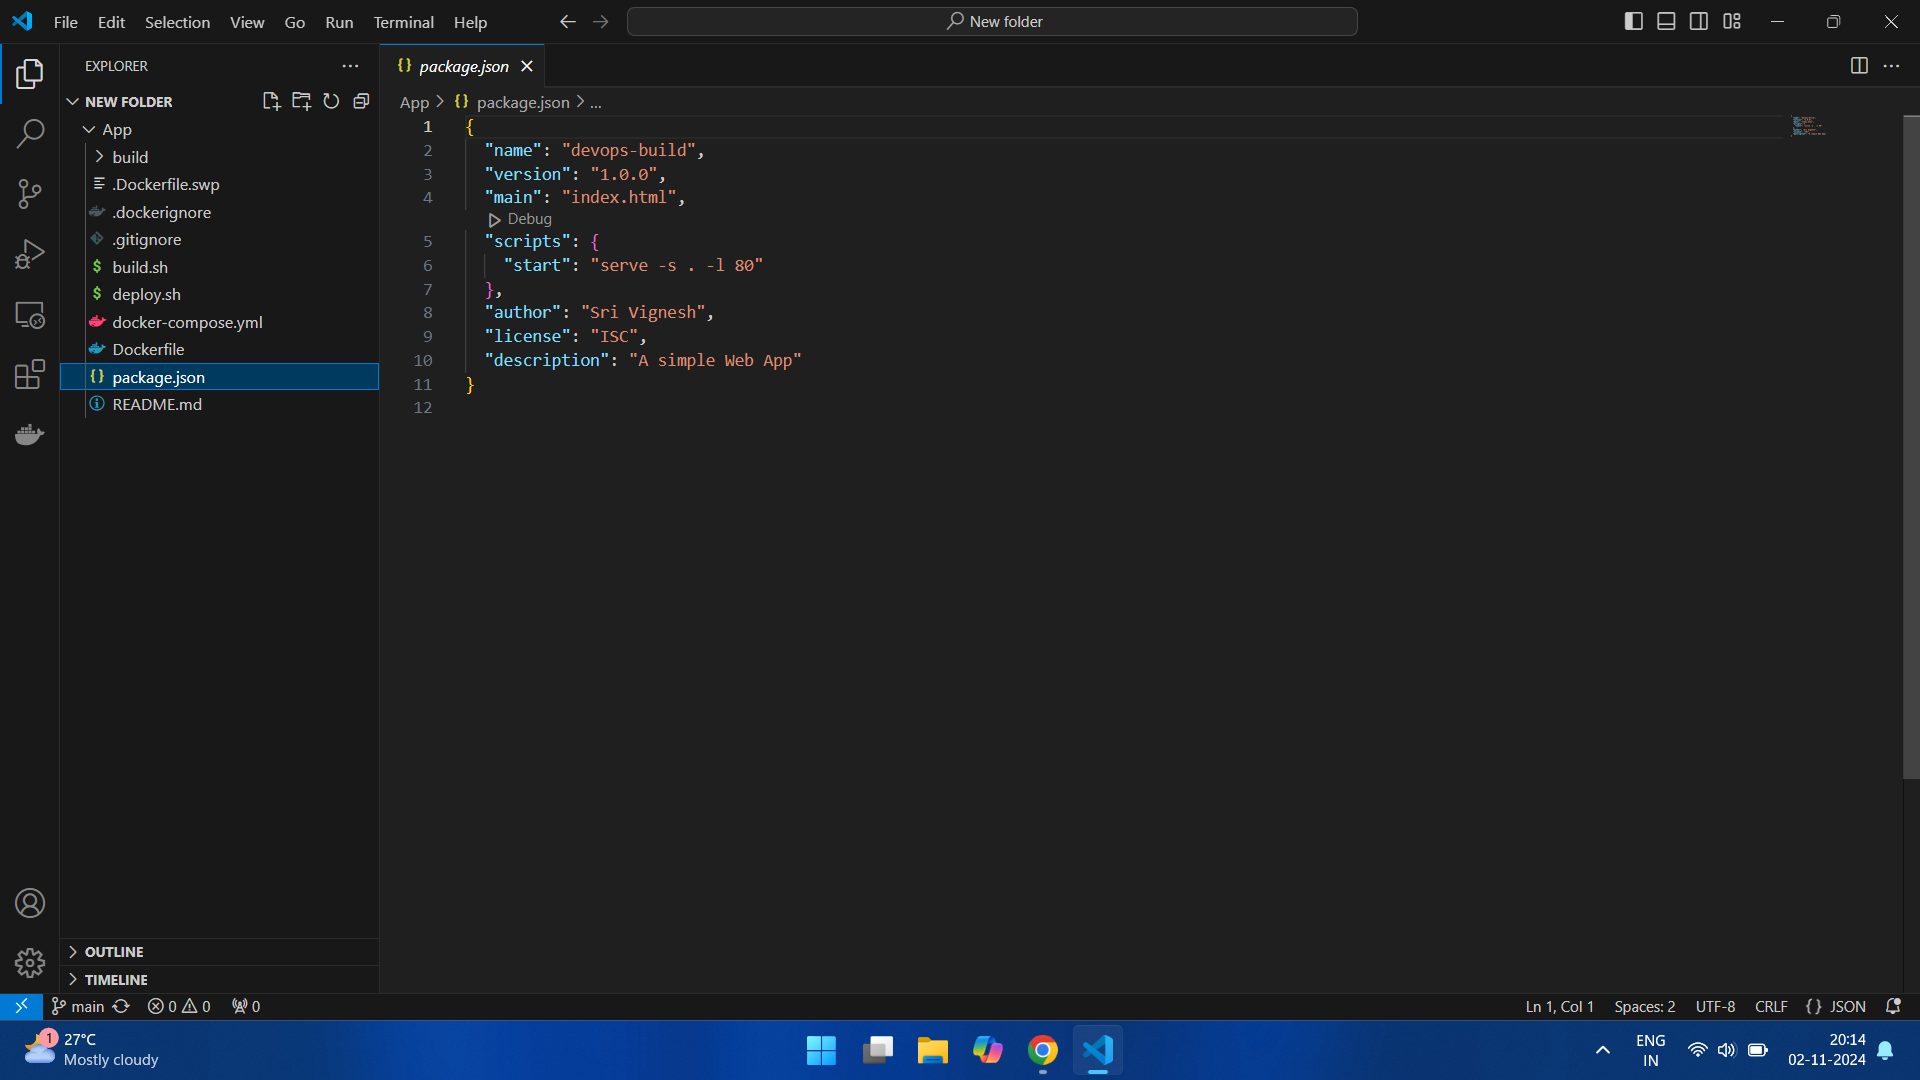 File Edit Selection View Go Run Terminal Help New folder
EXPLORER
NEW FOLDER
App
build
.Dockerfile.swp
.dockerignore
.gitignore
$ build.sh
$ deploy.sh
docker-compose.yml
Dockerfile
{} package.json
README.md
OUTLINE
TIMELINE
{} package.json
App > {} package.json > ...
1 {
2 "name": "devops-build",
3 "version": "1.0.0",
4 "main": "index.html",
Debug
5 "scripts": {
6 "start": "serve -s . -l 80"
7 },
8 "author": "Sri Vignesh",
9 "license": "ISC",
10 "description": "A simple Web App"
11 }
12
main 0 0 0 Ln 1, Col 1 Spaces: 2 UTF-8 CRLF {} JSON
1
27°C
Mostly cloudy
ENG
IN
20:14
02-11-2024